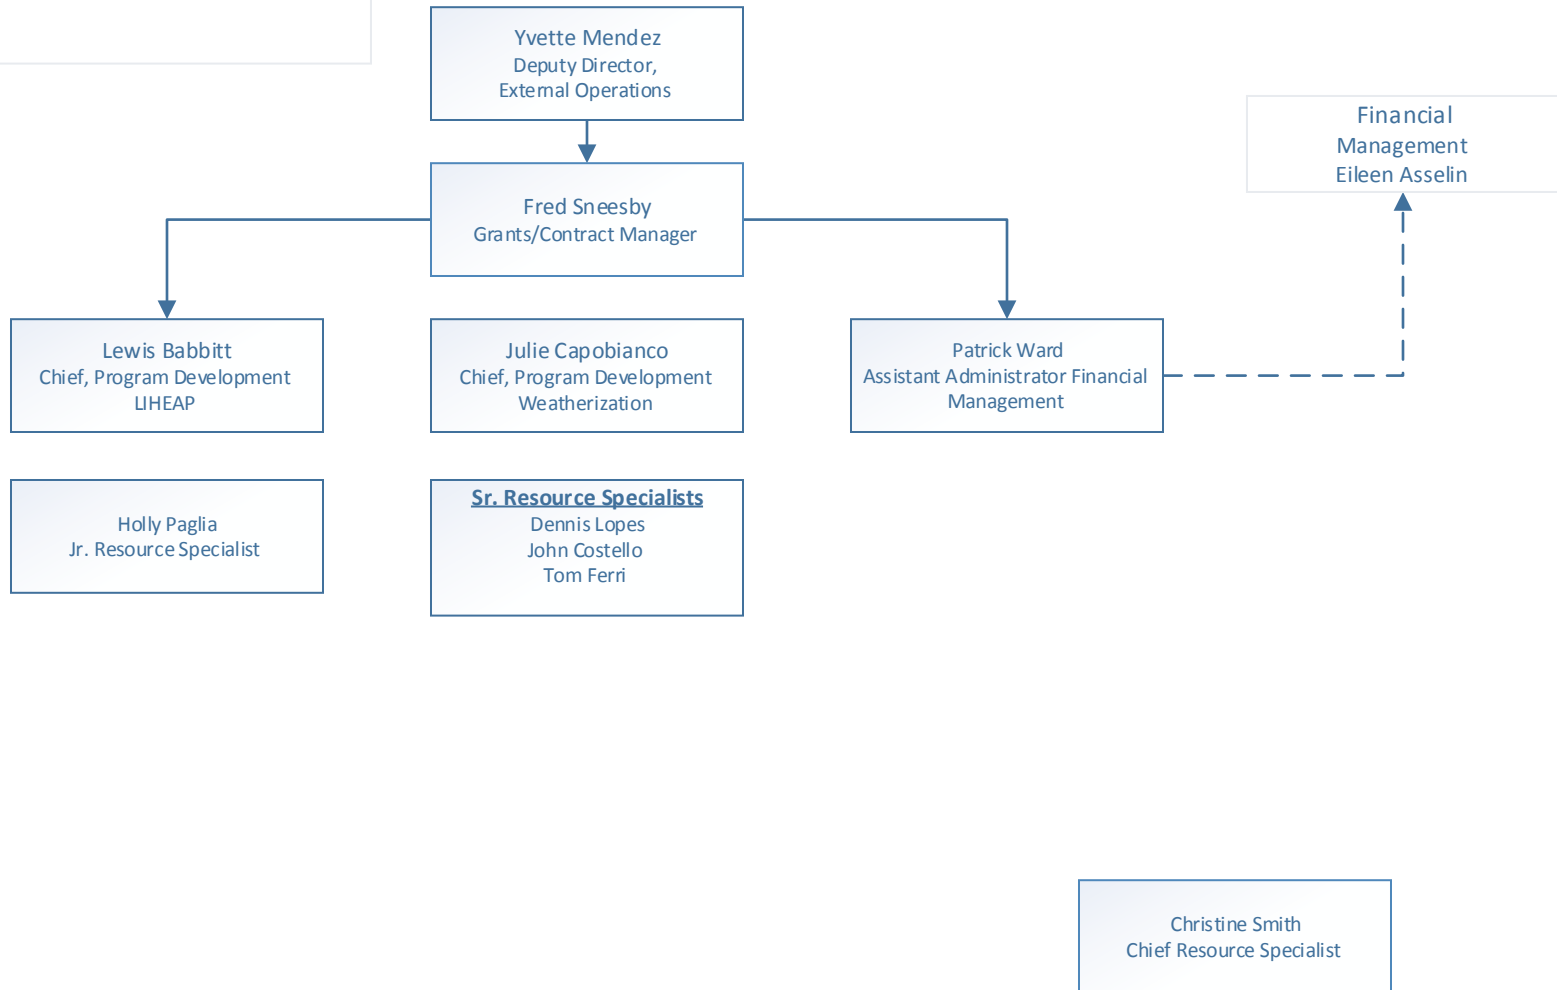 Yvette Mendez
Deputy Director,
External Operations
Financial
Management
Eileen Asselin
Fred Sneesby
Grants/Contract Manager
Lewis Babbitt
Chief, Program Development
LIHEAP
Julie Capobianco
Chief, Program Development
Weatherization
Patrick Ward
Assistant Administrator Financial
Management
Holly Paglia
Jr. Resource Specialist
Sr. Resource Specialists
Dennis Lopes
John Costello
Tom Ferri
Christine Smith
Chief Resource Specialist